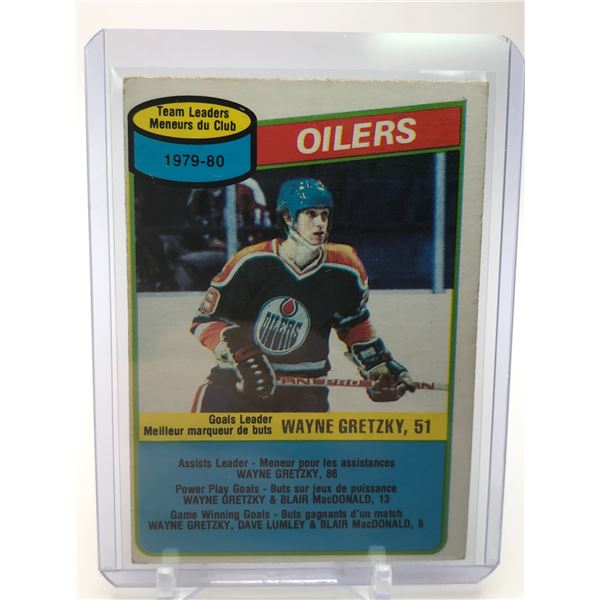 Team Leaders
Meneurs du Club
1979-80
OILERS
OILERS
Goals Leader
Meilleur marqueur de buts
WAYNE GRETZKY, 51
Assists Leader - Meneur pour les assistances
WAYNE GRETZKY, 86
Power Play Goals - Buts sur jeux de puissance
WAYNE GRETZKY & BLAIR MacDONALD, 13
Game Winning Goals - Buts gagnants d'un match
WAYNE GRETZKY, DAVE LUMLEY & BLAIR MacDONALD, 6